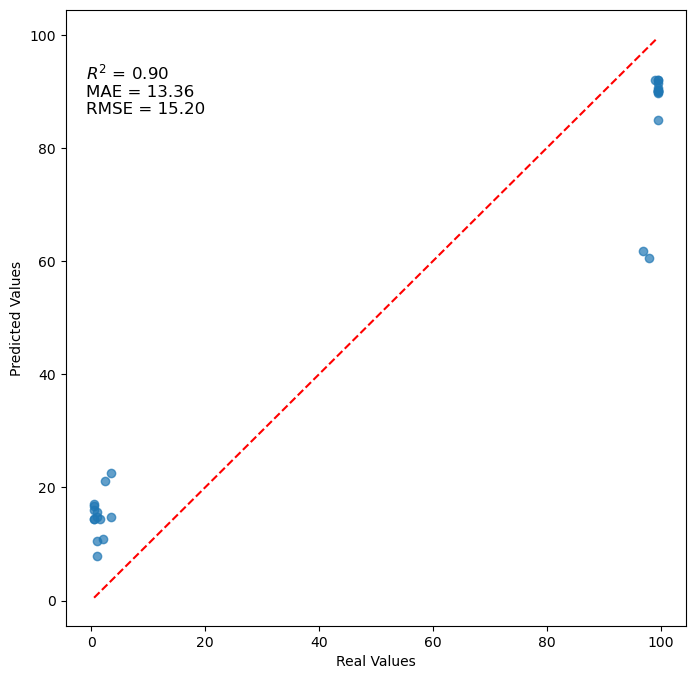 100
80
60
40
20
0
Predicted Values
R² = 0.90
MAE = 13.36
RMSE = 15.20
0 20 40 60 80 100
Real Values